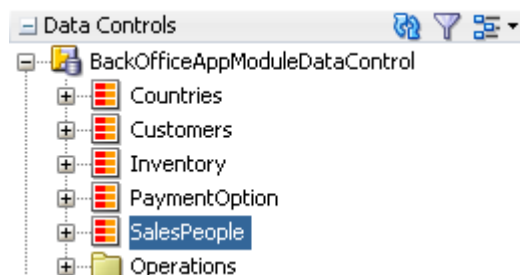 Data Controls
BackOfficeAppModuleDataControl
Countries
Customers
Inventory
PaymentOption
SalesPeople
Operations